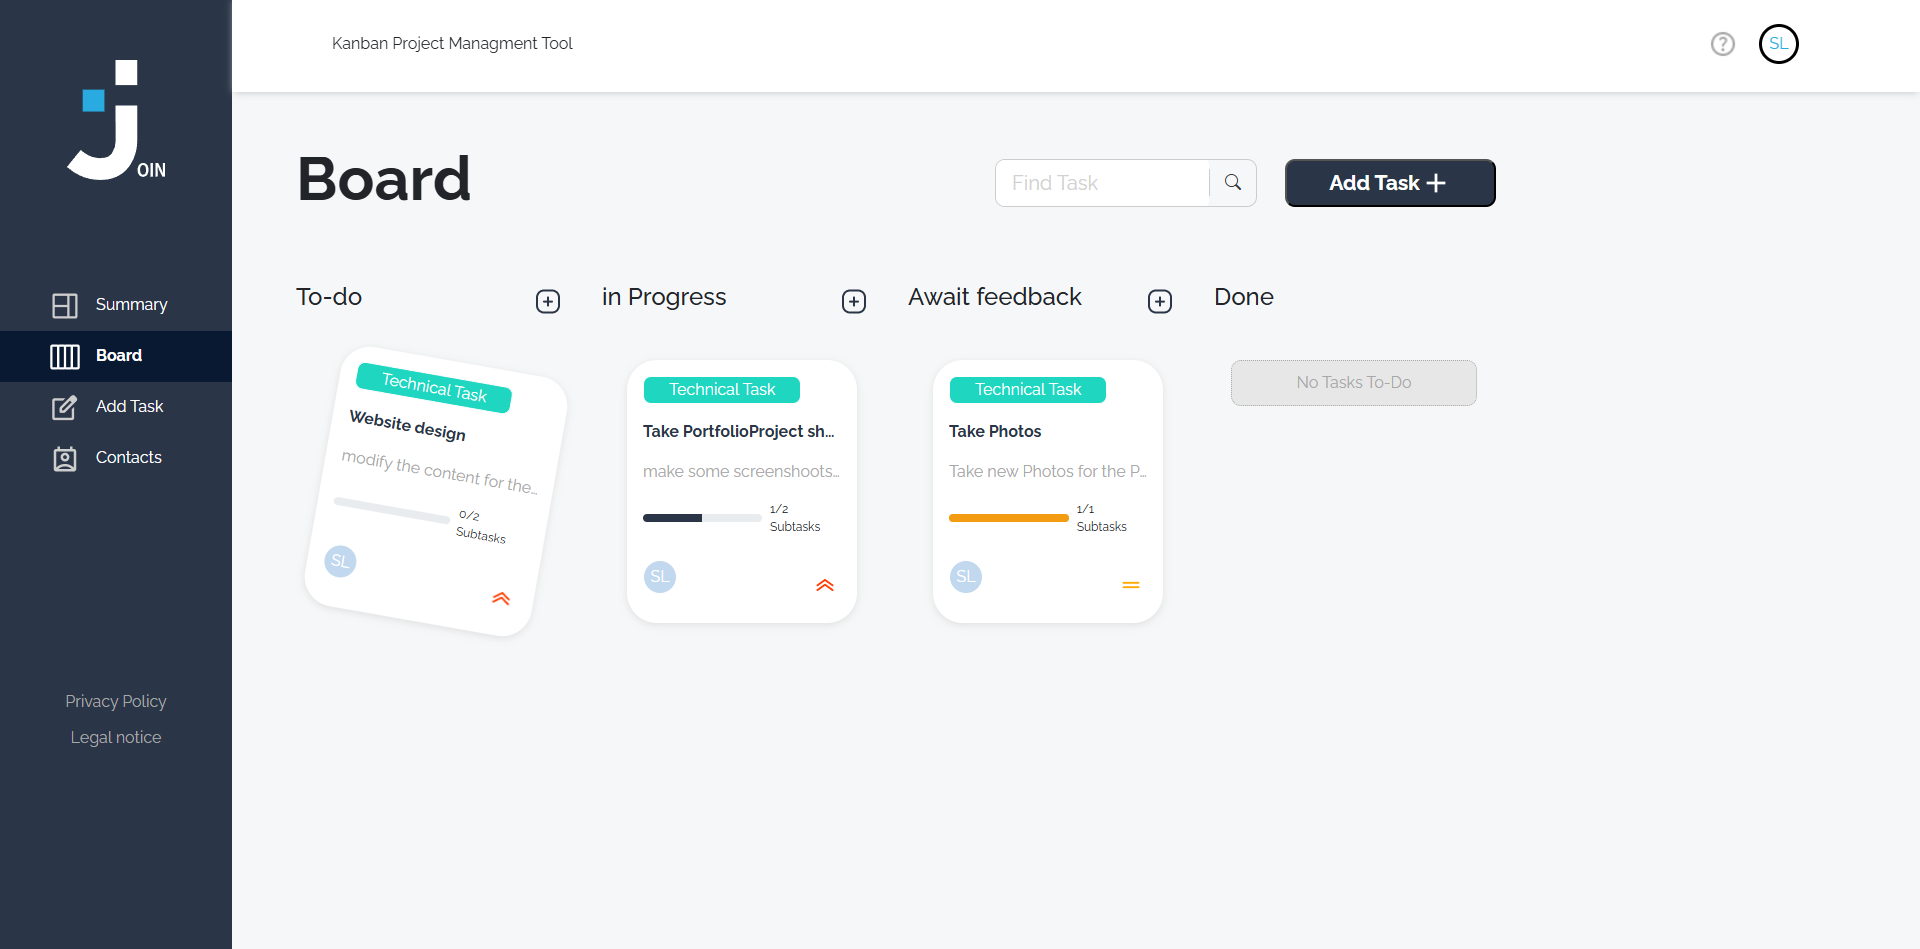 OIN
Summary
Board
Add Task
Contacts
Privacy Policy
Legal notice
Kanban Project Managment Tool
SL
Board
Find Task
Add Task
To-do
in Progress
Await feedback
Done
Technical Task
Website design
modify the content for the...
0/2
Subtasks
SL
Technical Task
Take PortfolioProject sh...
make some screenshoots...
1/2
Subtasks
SL
Technical Task
Take Photos
Take new Photos for the P...
1/1
Subtasks
SL
No Tasks To-Do